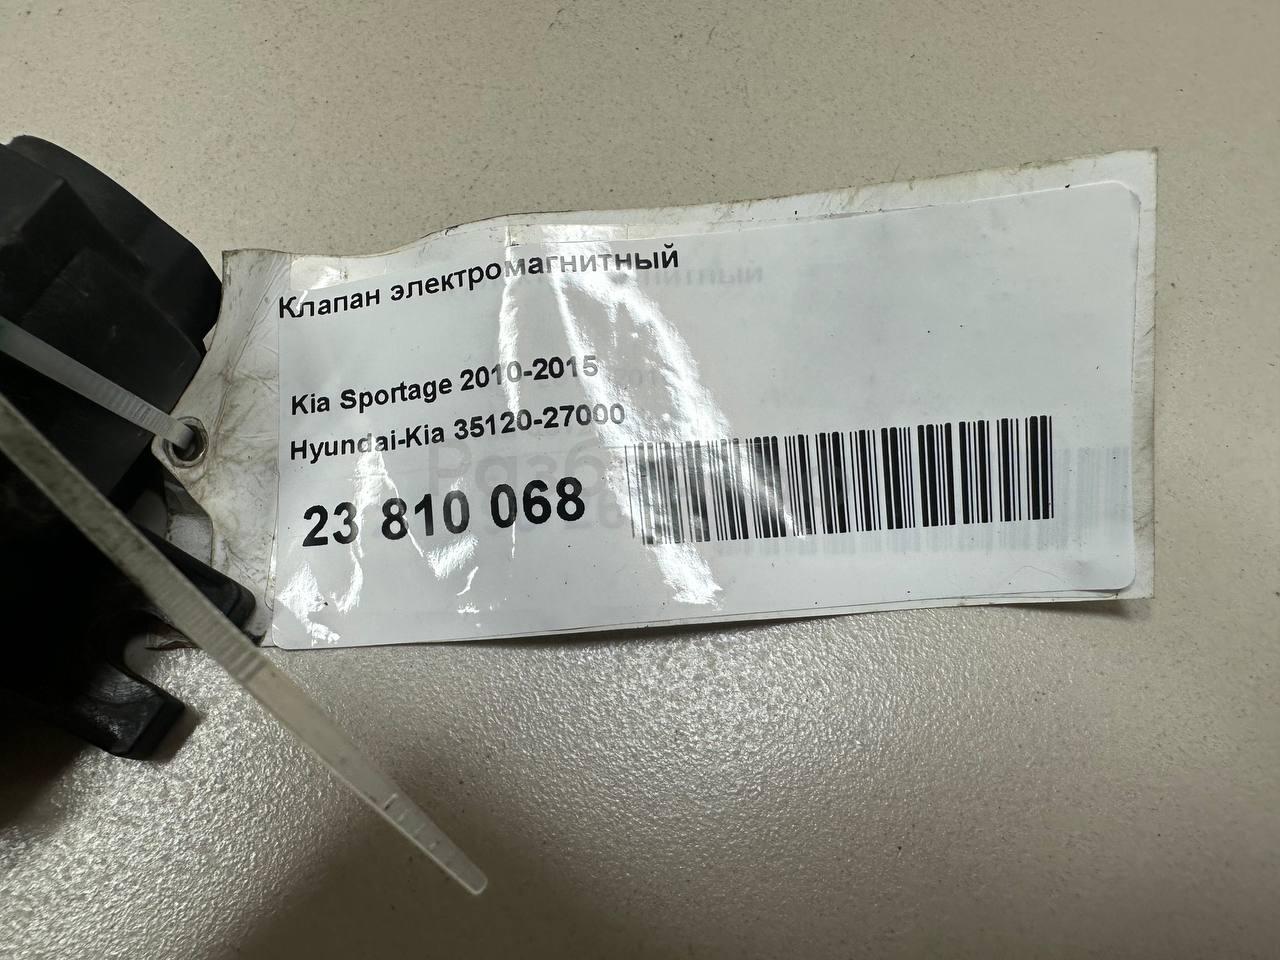 Клапан электромагнитный
Kia Sportage 2010-2015
Hyundai-Kia 35120-27000
23 810 068